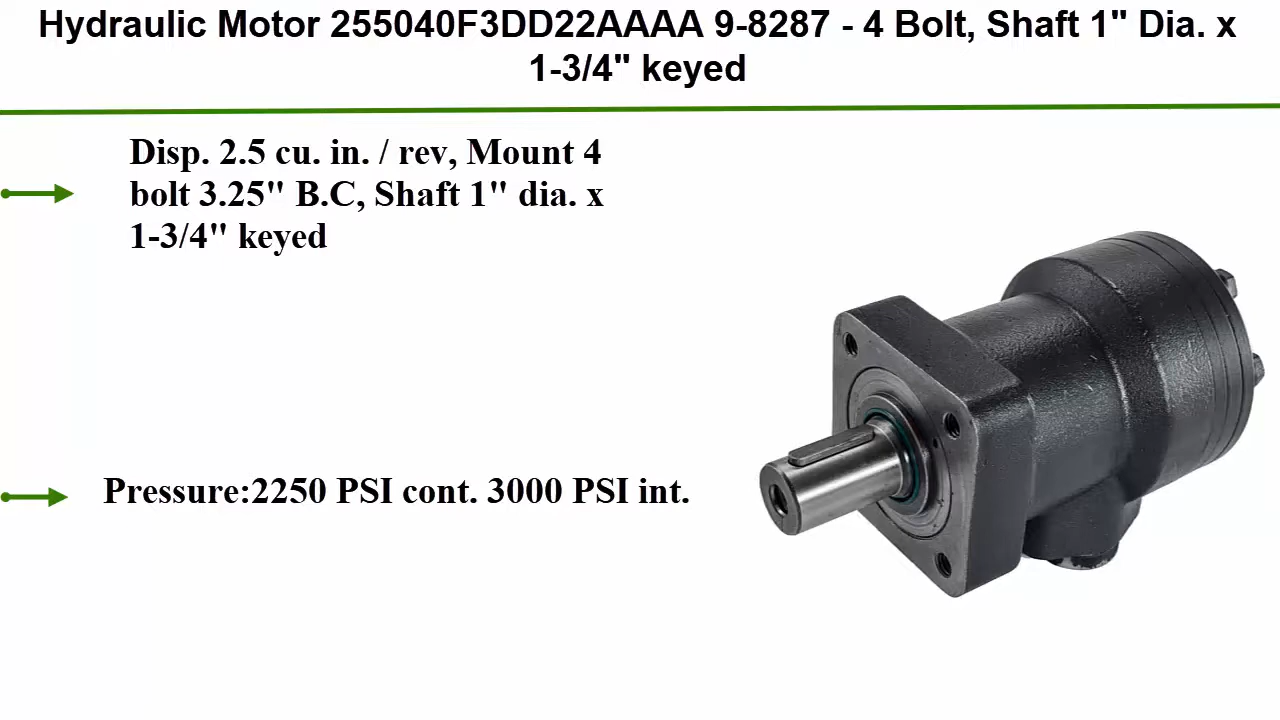 Hydraulic Motor 255040F3DD22AAAA 9-8287 - 4 Bolt, Shaft 1" Dia. x
1-3/4" keyed
Disp. 2.5 cu. in. / rev, Mount 4
bolt 3.25" B.C, Shaft 1" dia. x
1-3/4" keyed
Pressure:2250 PSI cont. 3000 PSI int.